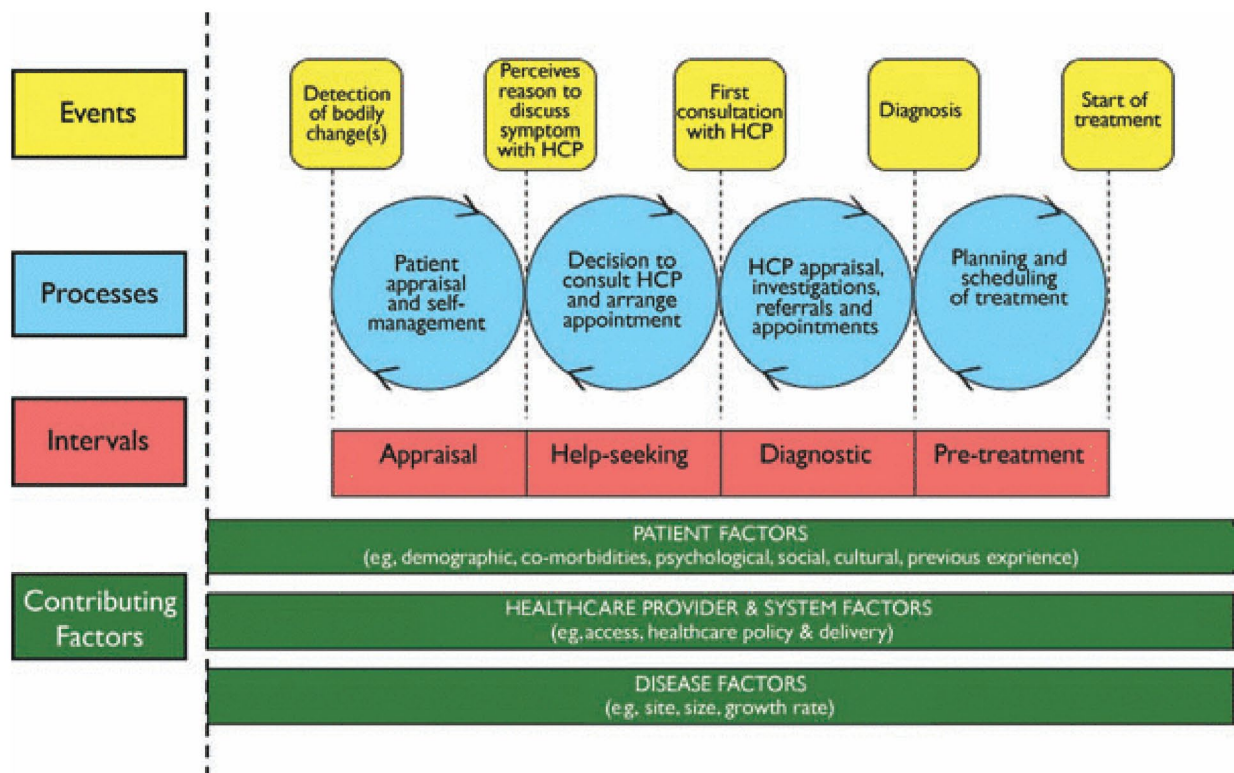 Events
Detection
of bodily
change(s)
Perceives
reason to
discuss
symptom
with HCP
First
consultation
with HCP
Diagnosis
Start of
treatment
Processes
Patient
appraisal
and self-
management
Decision to
consult HCP
and arrange
appointment
HCP appraisal,
investigations,
referrals and
appointments
Planning and
scheduling
of treatment
Intervals
Appraisal
Help-seeking
Diagnostic
Pre-treatment
Contributing
Factors
PATIENT FACTORS
(eg, demographic, co-morbidities, psychological, social, cultural, previous exprience)
HEALTHCARE PROVIDER & SYSTEM FACTORS
(eg,access, healthcare policy & delivery)
DISEASE FACTORS
(e.g. site, size, growth rate)